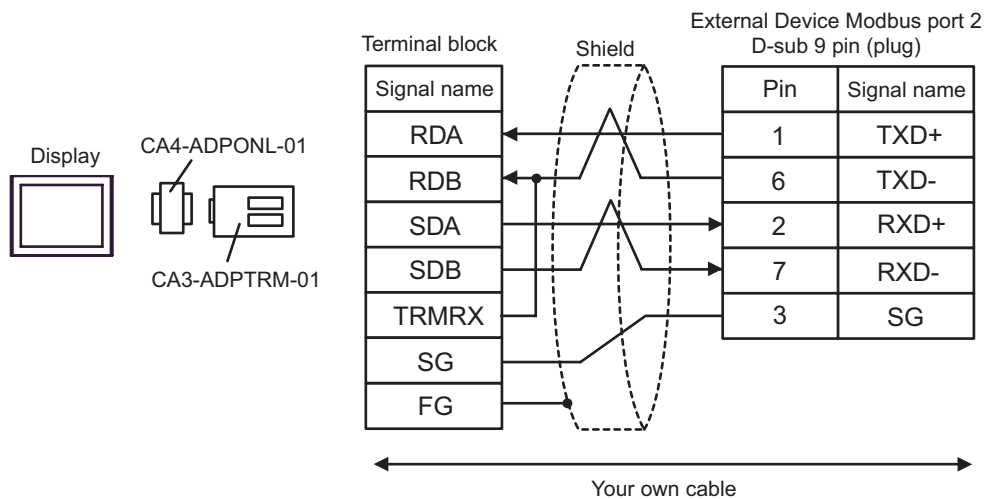 External Device Modbus port 2
D-sub 9 pin (plug)
Terminal block
Shield
Signal name
Pin
Signal name
RDA
1
TXD+
Display
CA4-ADPONL-01
RDB
6
TXD-
SDA
2
RXD+
SDB
7
RXD-
CA3-ADPTRM-01
TRMRX
3
SG
SG
FG
Your own cable